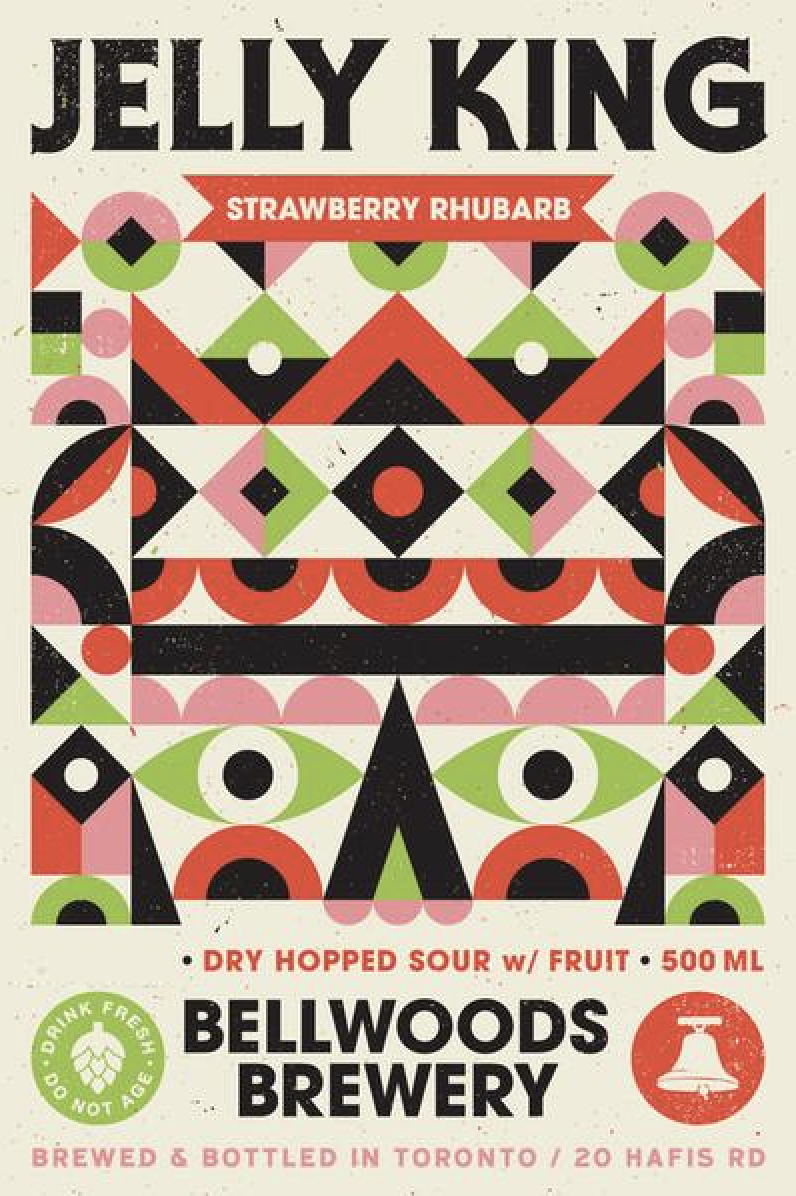 JELLY KING
STRAWBERRY RHUBARB
• DRY HOPPED SOUR w/ FRUIT • 500 ML
DRINK FRESH • DO NOT AGE •
BELLWOODS
BREWERY
BREWED & BOTTLED IN TORONTO / 20 HAFIS RD